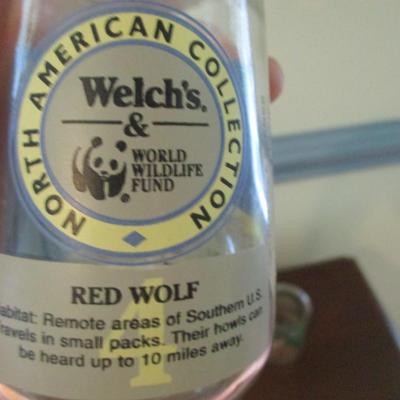 NORTH AMERICAN COLLECTION
Welch's®
&
WORLD
WILDLIFE
FUND
4
RED WOLF
abitat: Remote areas of Southern U.S.
ravels in small packs. Their howls can
be heard up to 10 miles away.